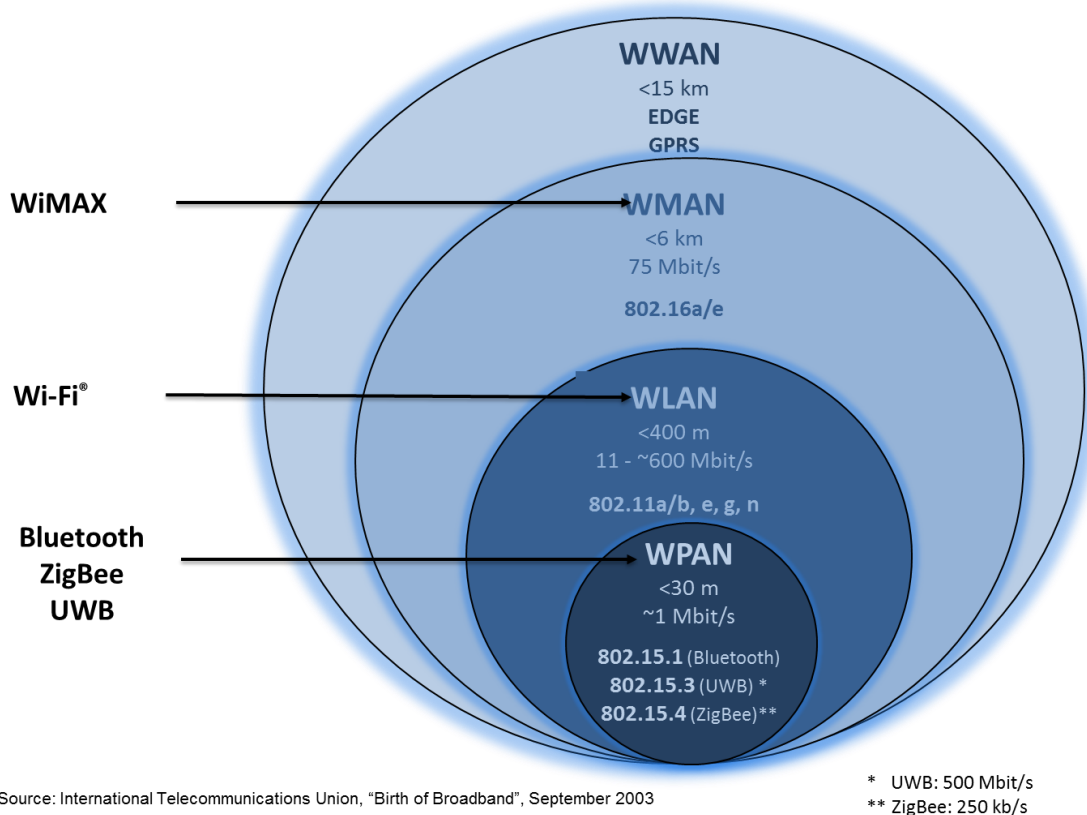 WWAN
<15 km
EDGE
GPRS
WiMAX
WMAN
<6 km
75 Mbit/s
802.16a/e
Wi-Fi®
WLAN
<400 m
11 - ~600 Mbit/s
802.11a/b, e, g, n
Bluetooth
ZigBee
UWB
WPAN
<30 m
~1 Mbit/s
802.15.1 (Bluetooth)
802.15.3 (UWB) *
802.15.4 (ZigBee)**
* UWB: 500 Mbit/s
** ZigBee: 250 kb/s
Source: International Telecommunications Union, “Birth of Broadband”, September 2003